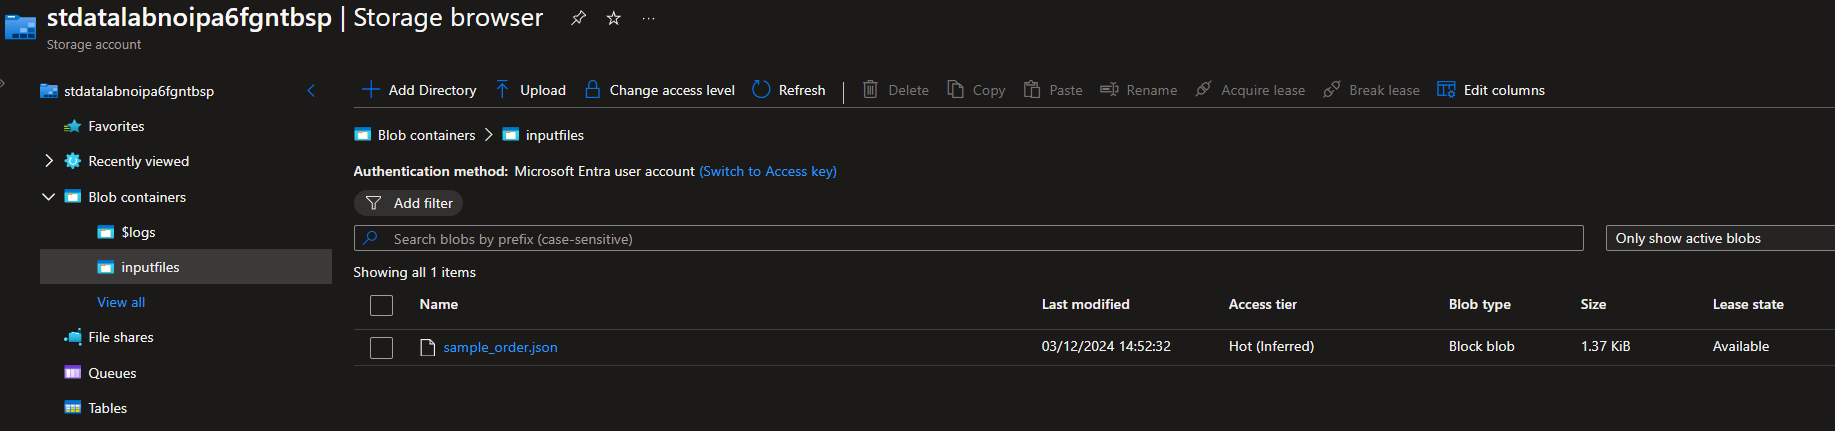 stdatalabnoipa6fgntbsp | Storage browser
Storage account
stdatalabnoipa6fgntbsp
Favorites
Recently viewed
Blob containers
$logs
inputfiles
View all
File shares
Queues
Tables
Add Directory Upload Change access level Refresh Delete Copy Paste Rename Acquire lease Break lease Edit columns
Blob containers > inputfiles
Authentication method: Microsoft Entra user account (Switch to Access key)
Add filter
Search blobs by prefix (case-sensitive) Only show active blobs
Showing all 1 items
Name Last modified Access tier Blob type Size Lease state
sample_order.json 03/12/2024 14:52:32 Hot (Inferred) Block blob 1.37 KiB Available